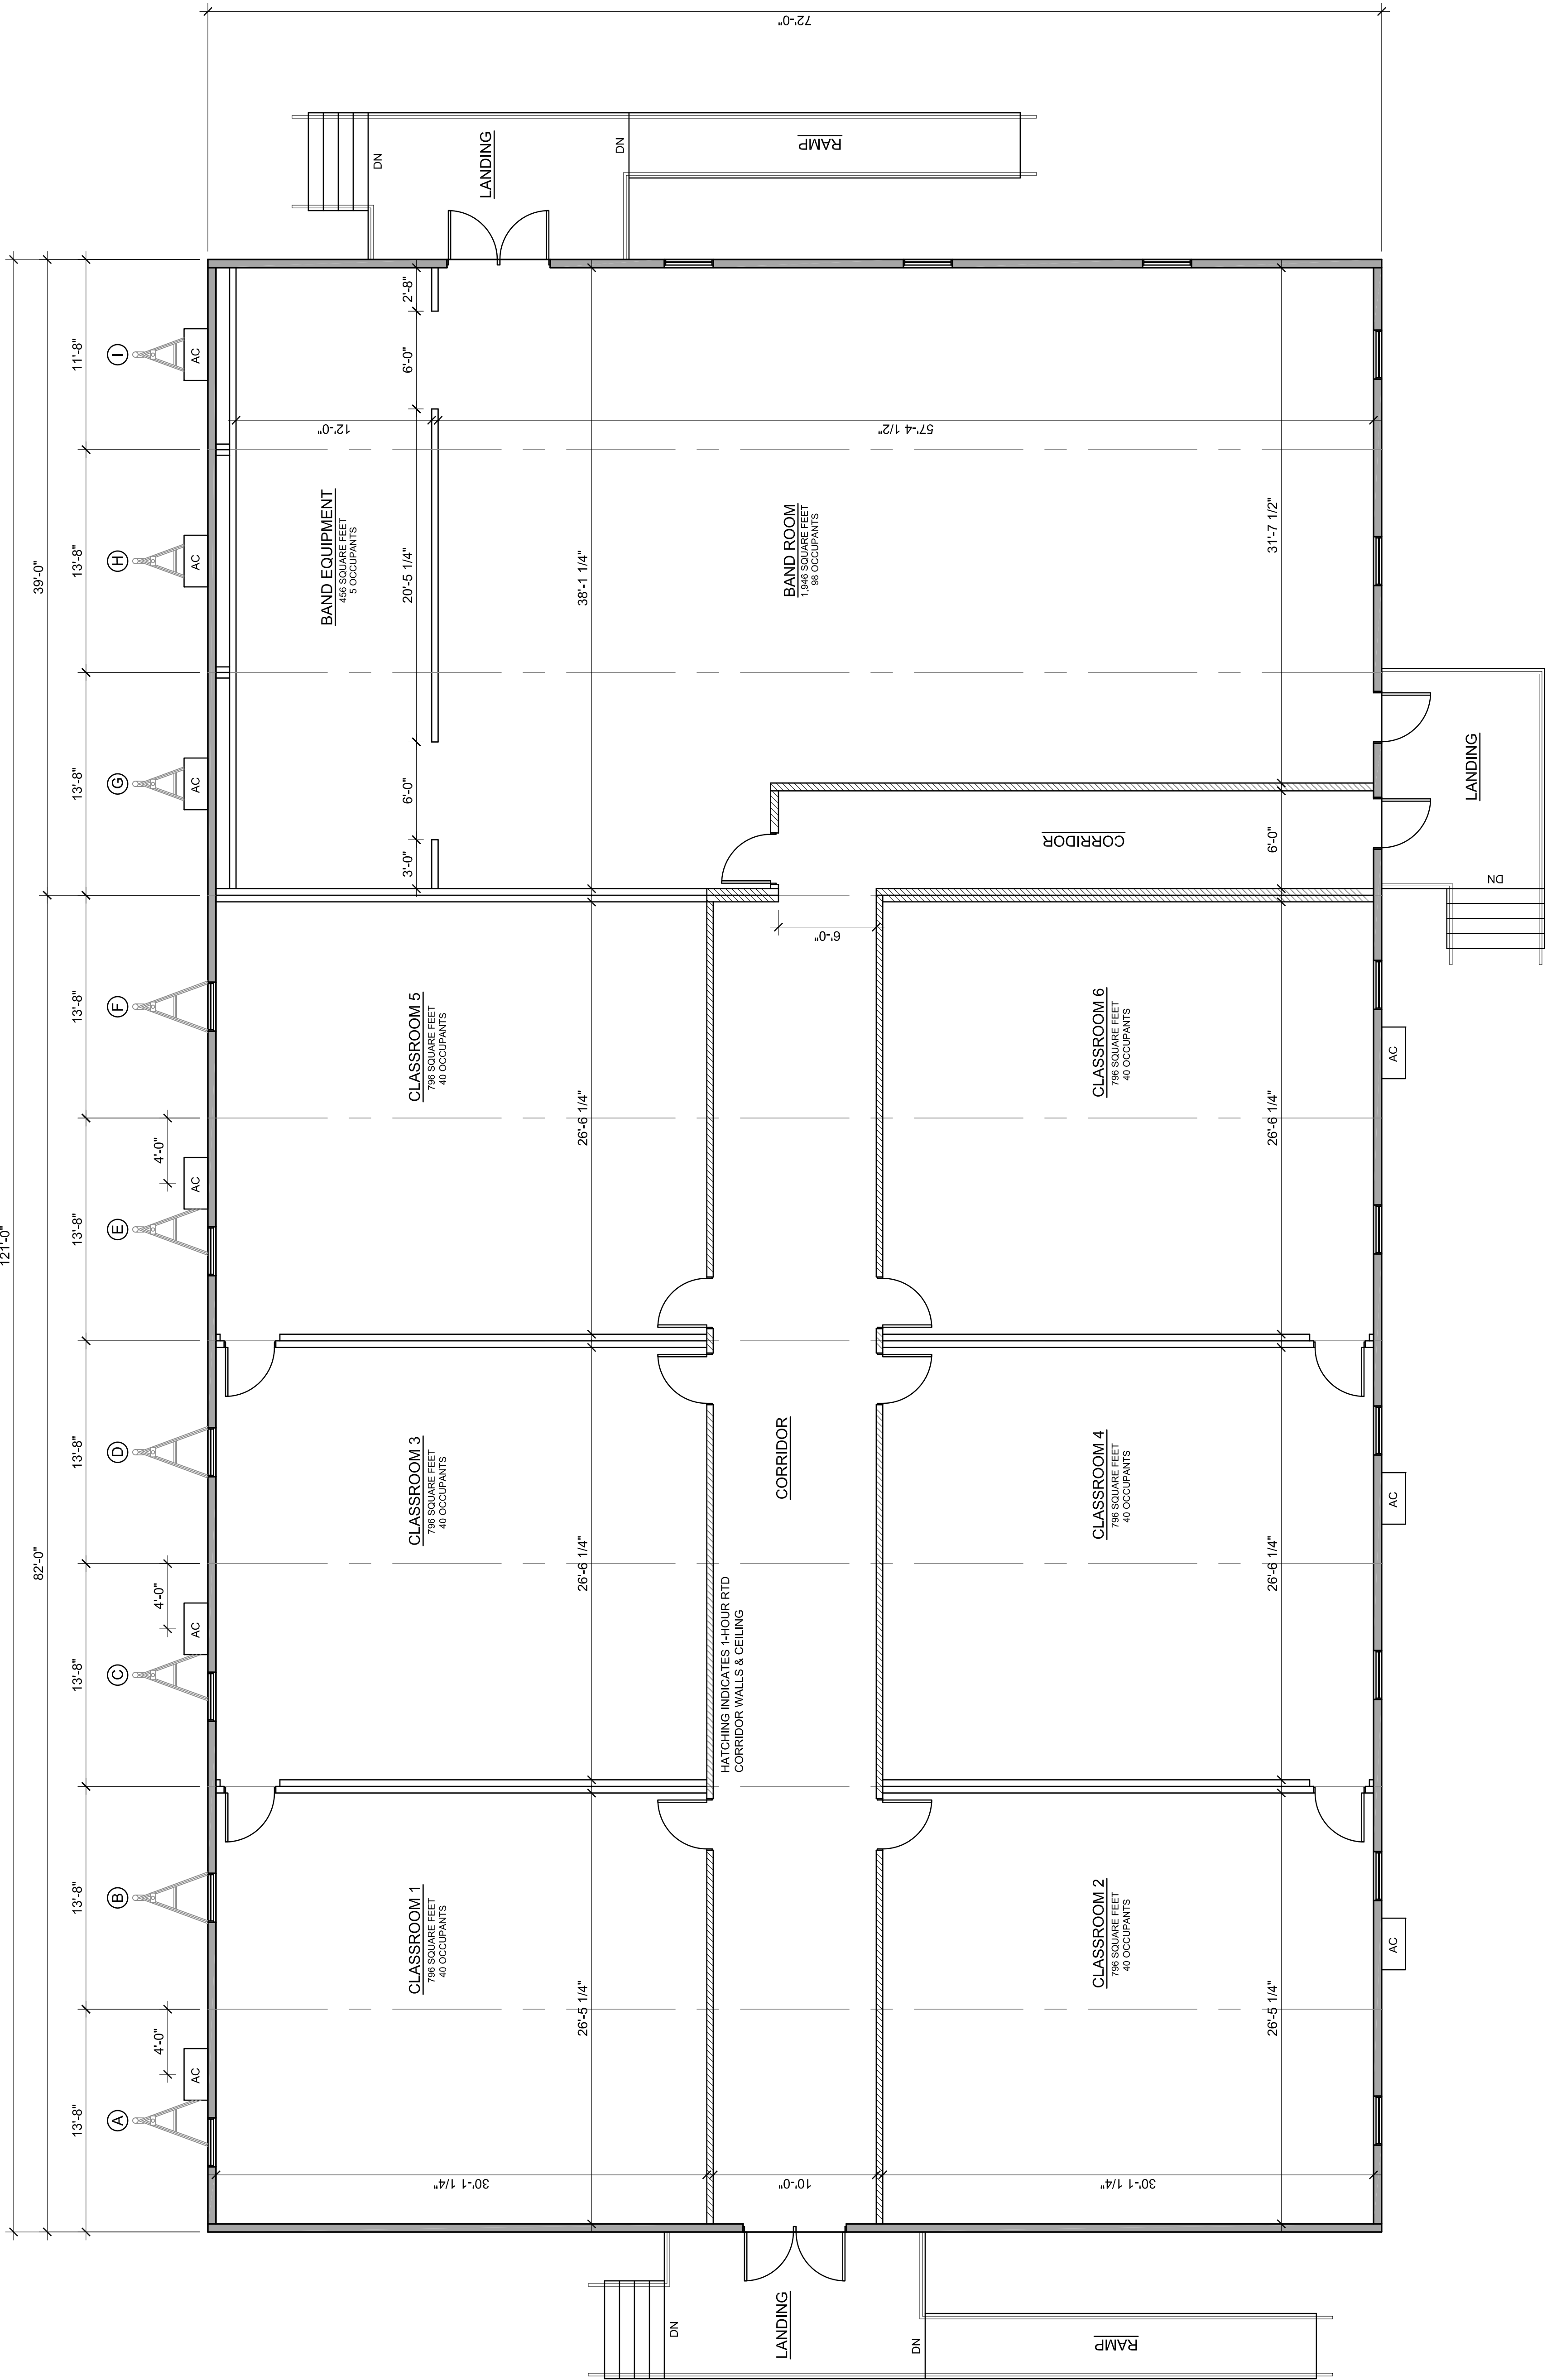 121'-0"
82'-0"
39'-0"
13'-8"
13'-8"
13'-8"
13'-8"
13'-8"
13'-8"
13'-8"
13'-8"
11'-8"
4'-0"
4'-0"
4'-0"
A
B
C
D
E
F
G
H
I
AC
AC
AC
AC
AC
AC
72'-0"
CLASSROOM 1
796 SQUARE FEET
40 OCCUPANTS
CLASSROOM 3
796 SQUARE FEET
40 OCCUPANTS
CLASSROOM 5
796 SQUARE FEET
40 OCCUPANTS
BAND EQUIPMENT
456 SQUARE FEET
5 OCCUPANTS
12'-0"
3'-0"
6'-0"
20'-5 1/4"
6'-0"
2'-8"
26'-5 1/4"
26'-6 1/4"
26'-6 1/4"
38'-1 1/4"
30'-1 1/4"
10'-0"
30'-1 1/4"
HATCHING INDICATES 1-HOUR RTD
CORRIDOR WALLS & CEILING
CORRIDOR
6'-0"
BAND ROOM
1,946 SQUARE FEET
98 OCCUPANTS
57'-4 1/2"
CORRIDOR
CLASSROOM 2
796 SQUARE FEET
40 OCCUPANTS
CLASSROOM 4
796 SQUARE FEET
40 OCCUPANTS
CLASSROOM 6
796 SQUARE FEET
40 OCCUPANTS
26'-5 1/4"
26'-6 1/4"
26'-6 1/4"
6'-0"
31'-7 1/2"
AC
AC
AC
DN
LANDING
DN
RAMP
DN
LANDING
DN
RAMP
DN
LANDING